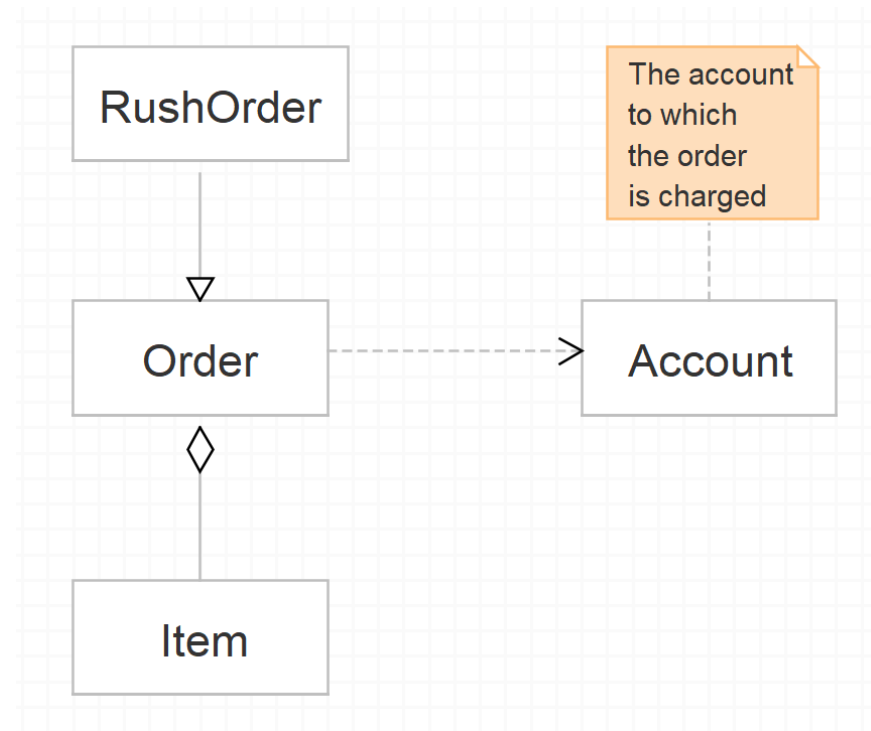 RushOrder
The account
to which
the order
is charged
Order
Account
Item